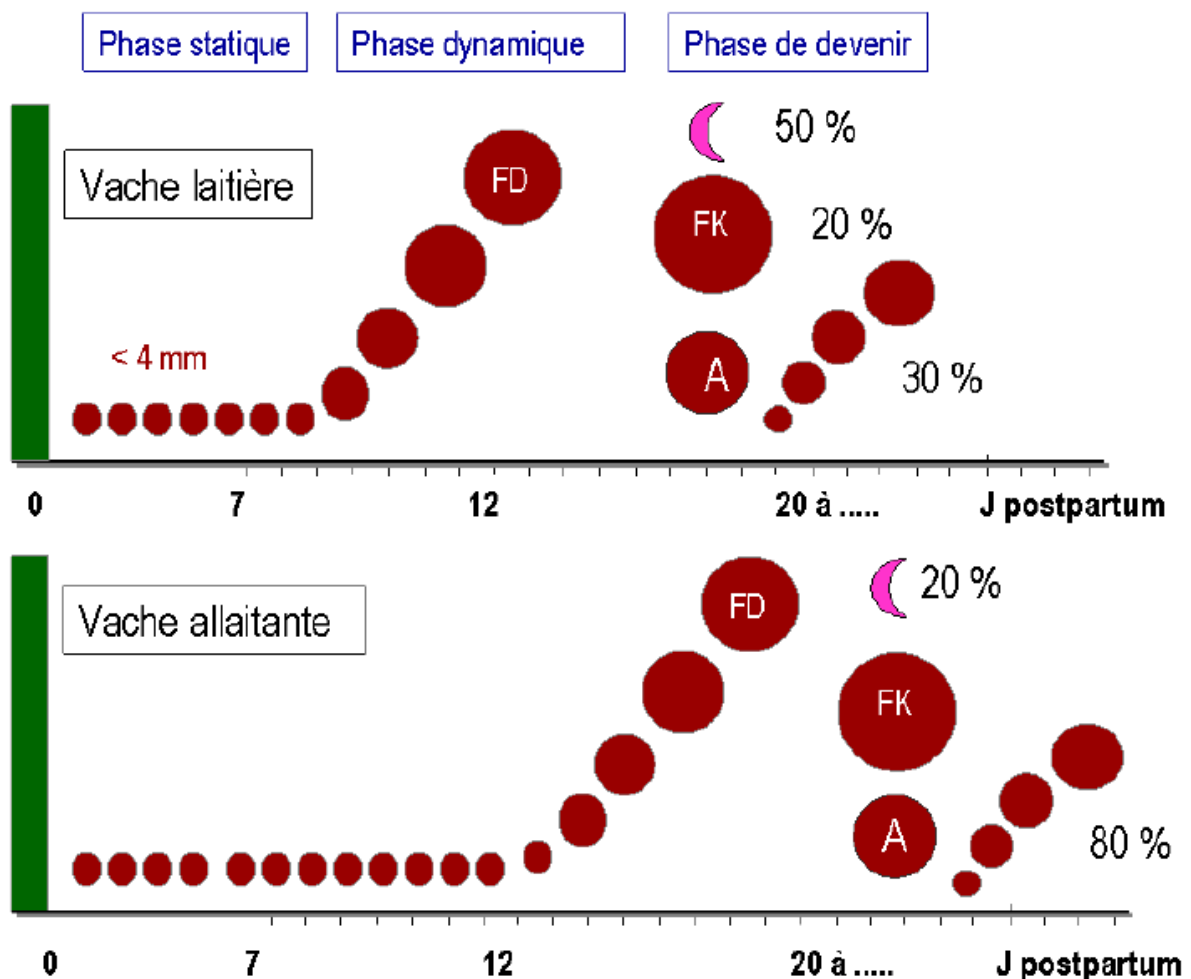 Phase statique
Phase dynamique
Phase de devenir
50 %
Vache laitière
FD
FK
20 %
< 4 mm
A
30 %
0 7 12 20 à ..... J postpartum
20 %
Vache allaitante
FD
FK
A
80 %
0 7 12 20 à ..... J postpartum